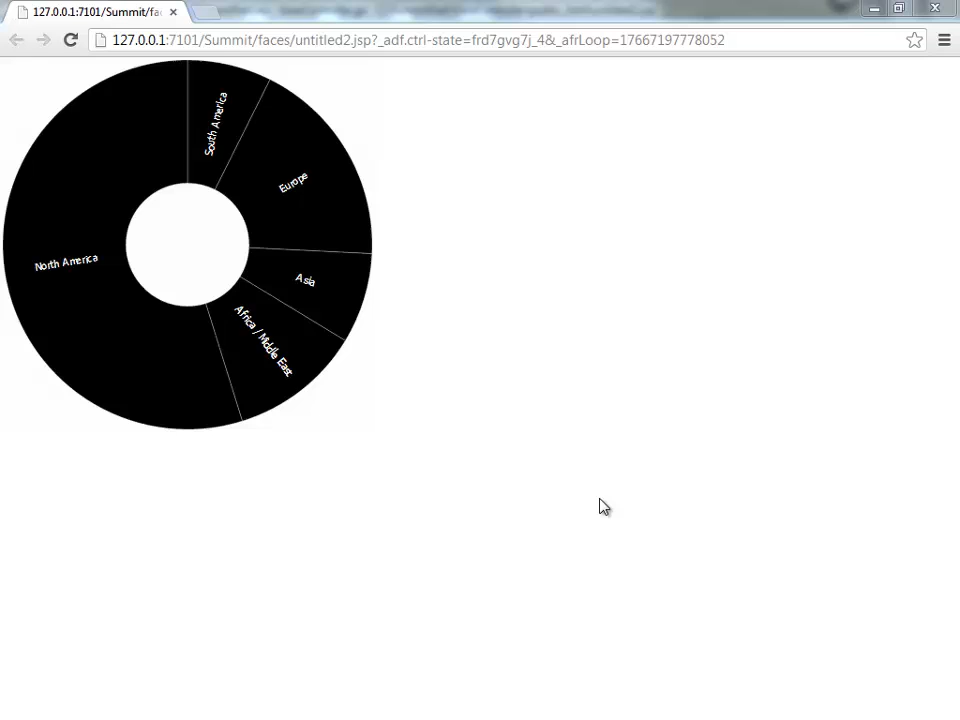 127.0.0.1:7101/Summit/fa
127.0.0.1:7101/Summit/faces/untitled2.jsp?_adf.ctrl-state=frd7gvg7j_4&_afrLoop=17667197778052
South America
Europe
North America
Asia
Africa / Middle East